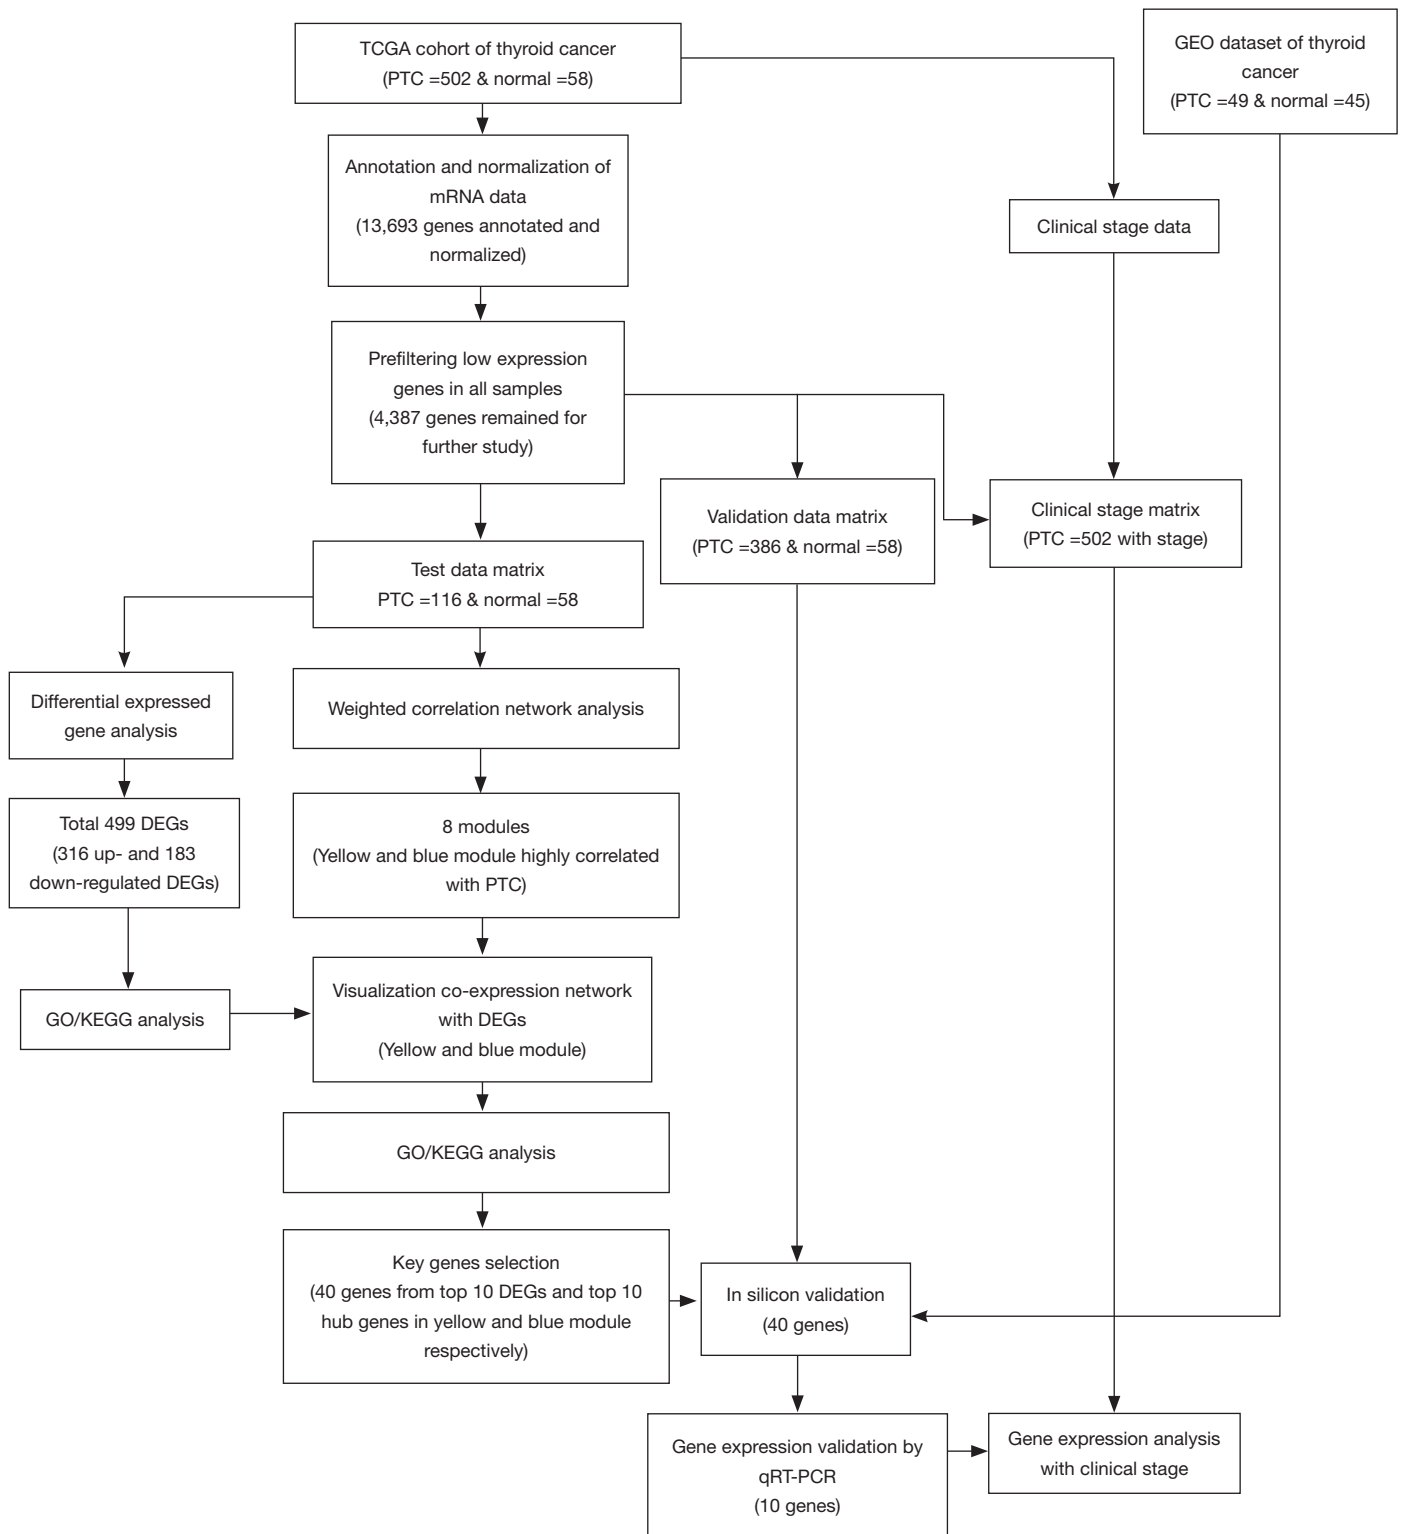 TCGA cohort of thyroid cancer
(PTC =502 & normal =58)
GEO dataset of thyroid
cancer
(PTC =49 & normal =45)
Annotation and normalization of
mRNA data
(13,693 genes annotated and
normalized)
Clinical stage data
Prefiltering low expression
genes in all samples
(4,387 genes remained for
further study)
Validation data matrix
(PTC =386 & normal =58)
Clinical stage matrix
(PTC =502 with stage)
Test data matrix
PTC =116 & normal =58
Differential expressed
gene analysis
Weighted correlation network analysis
Total 499 DEGs
(316 up- and 183
down-regulated DEGs)
8 modules
(Yellow and blue module highly correlated
with PTC)
GO/KEGG analysis
Visualization co-expression network
with DEGs
(Yellow and blue module)
GO/KEGG analysis
Key genes selection
(40 genes from top 10 DEGs and top 10
hub genes in yellow and blue module
respectively)
In silicon validation
(40 genes)
Gene expression validation by
qRT-PCR
(10 genes)
Gene expression analysis
with clinical stage